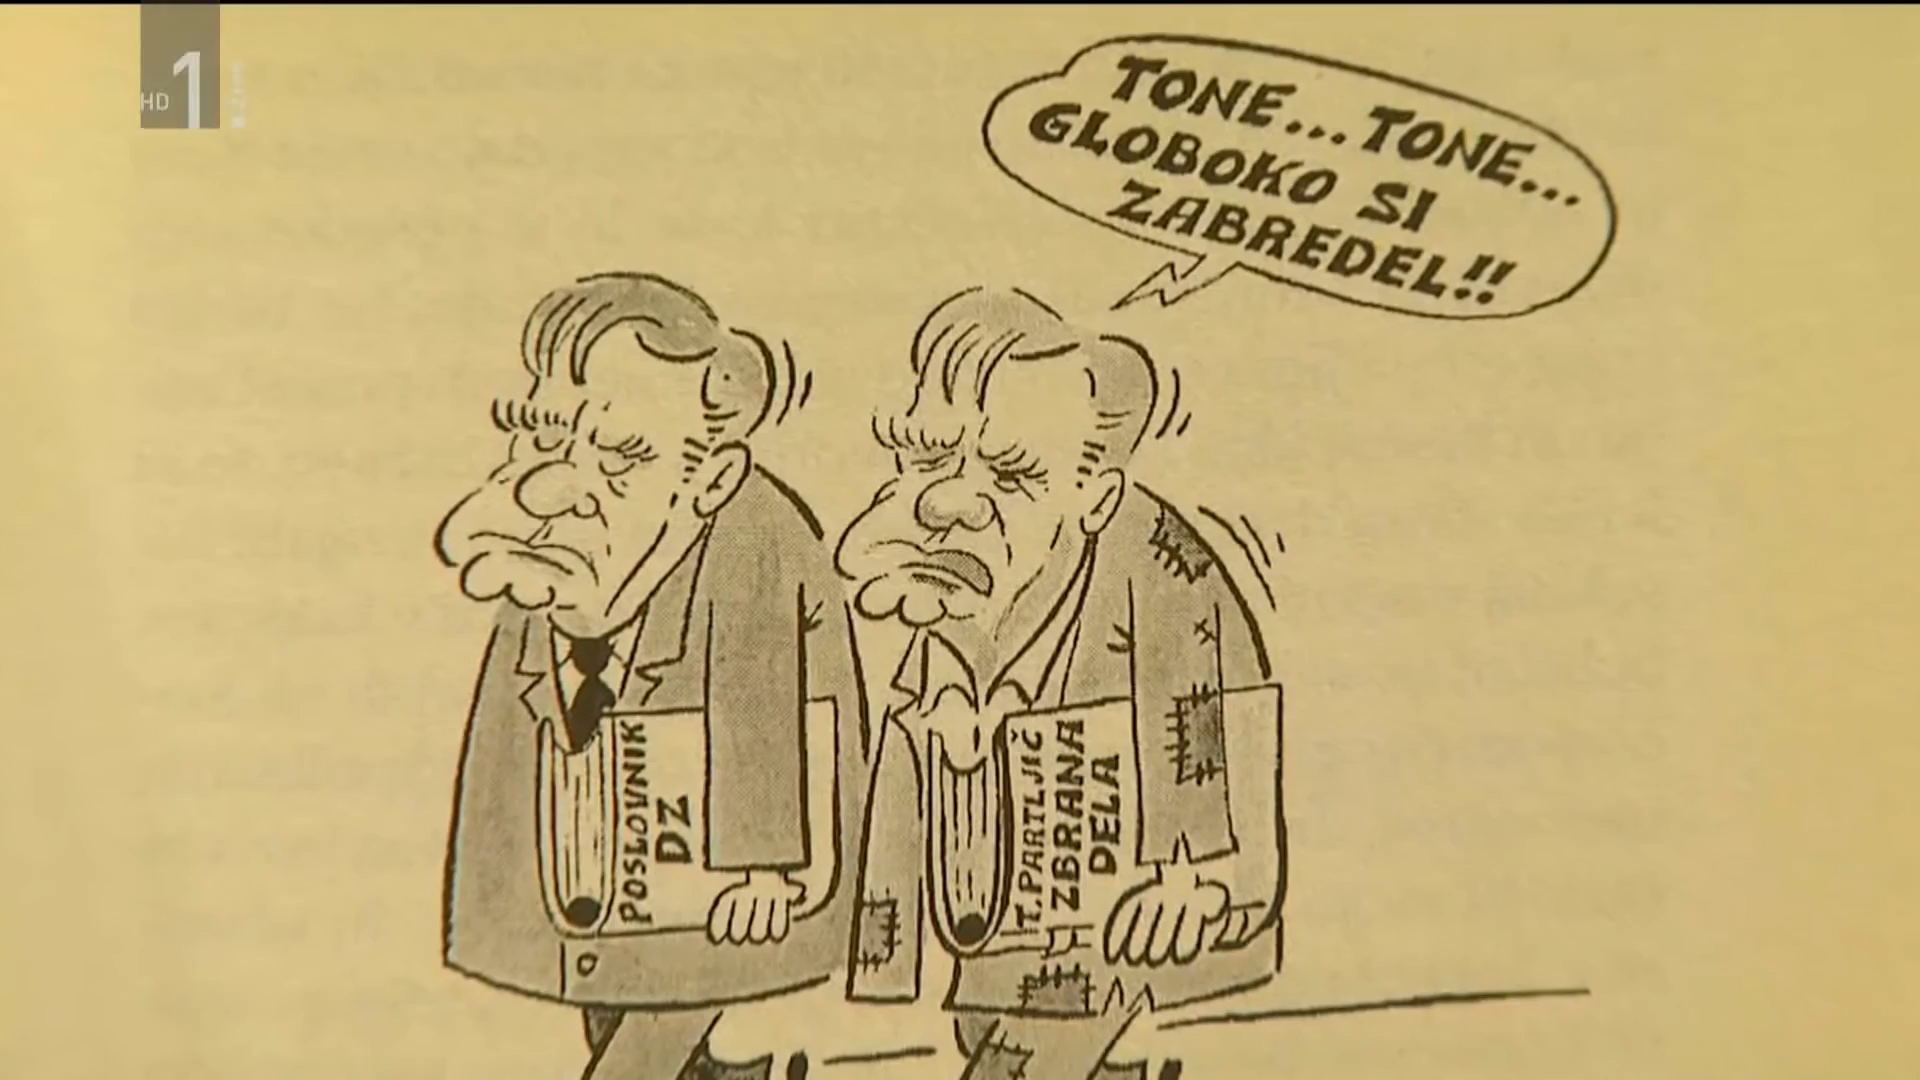 HD 1
TONE... TONE...
GLOBOKO SI
ZABREDEL!!
POSLOVNIK
DZ
T. PARTLJIČ
ZBRANA
DELA